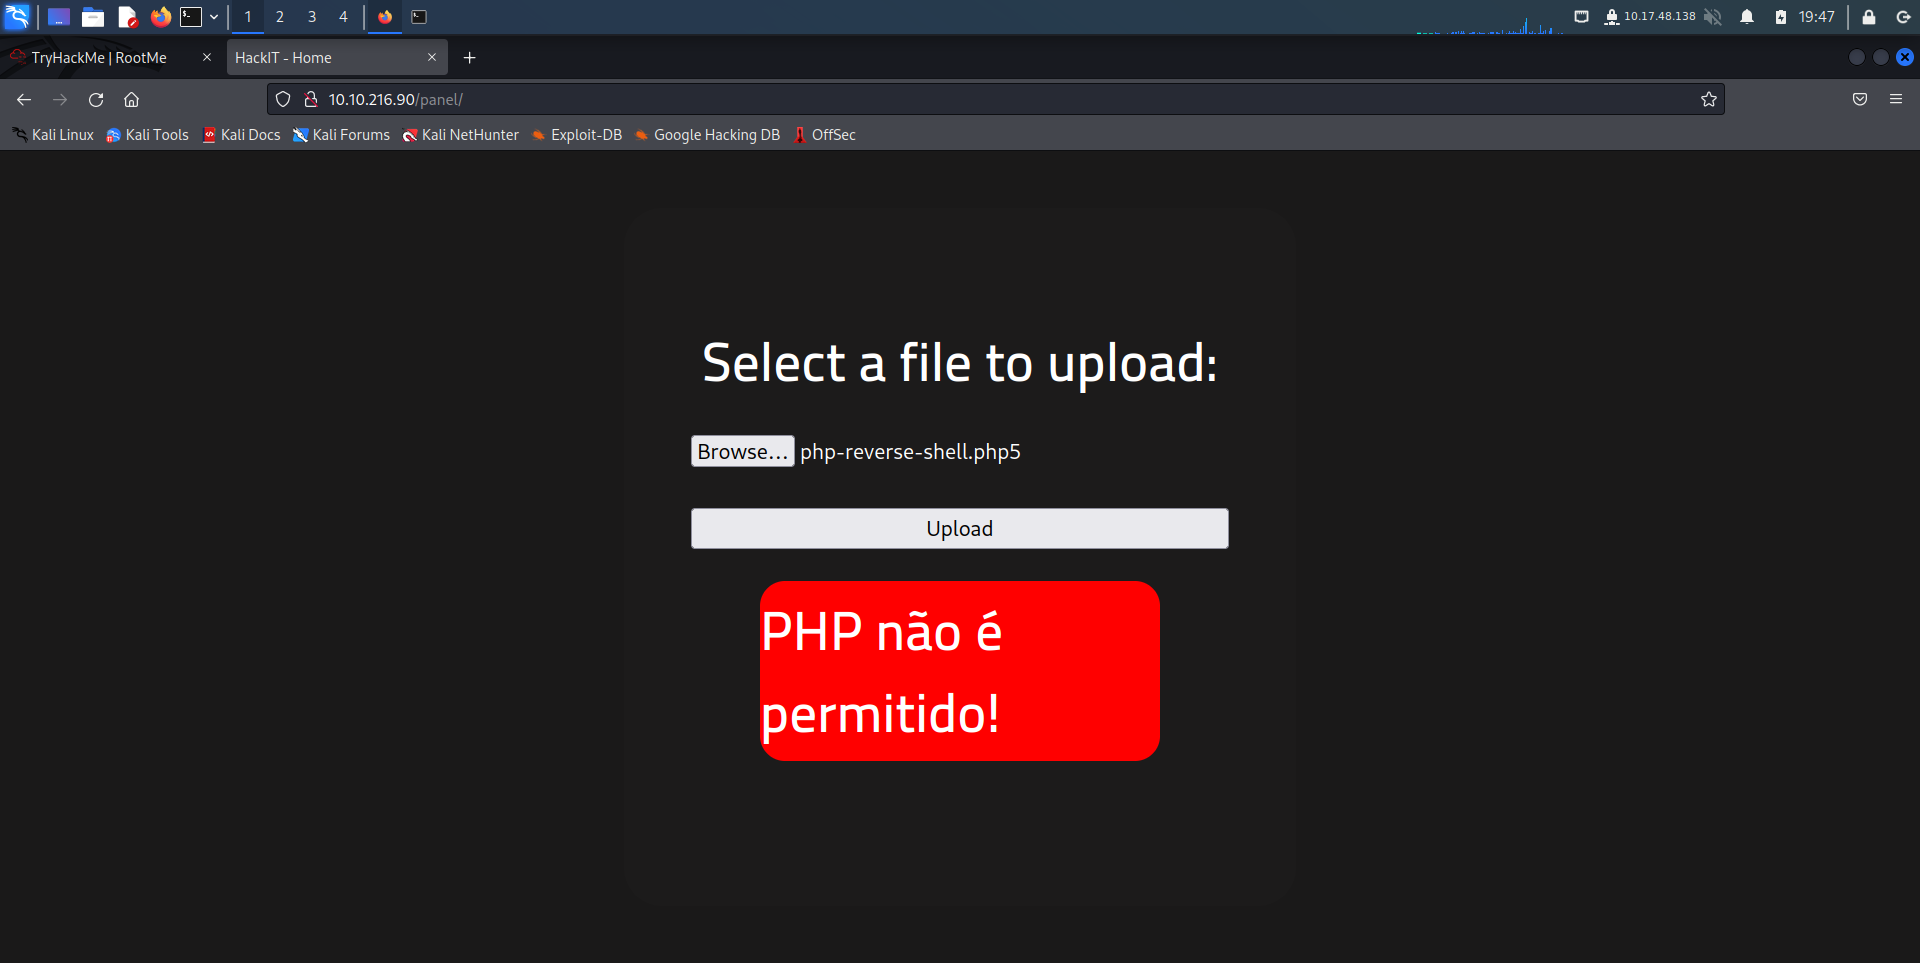 1 2 3 4 10.17.48.138 19:47
TryHackMe | RootMe HackIT - Home
10.10.216.90/panel/
Kali Linux Kali Tools Kali Docs Kali Forums Kali NetHunter Exploit-DB Google Hacking DB OffSec
Select a file to upload:
Browse... php-reverse-shell.php5
Upload
PHP não é
permitido!